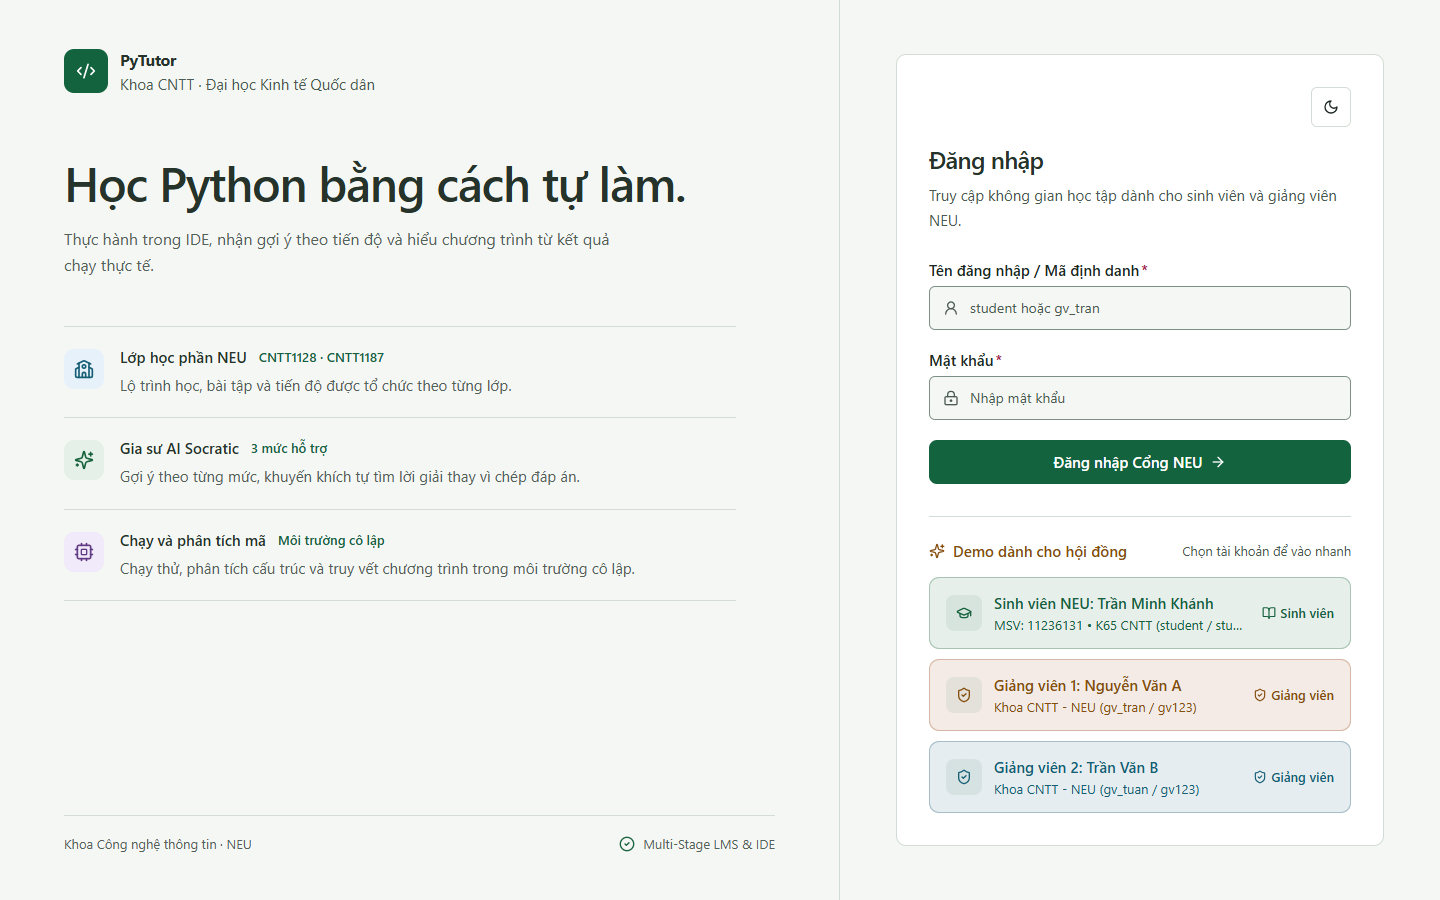 PyTutor
Khoa CNTT · Đại học Kinh tế Quốc dân
Học Python bằng cách tự làm.
Thực hành trong IDE, nhận gợi ý theo tiến độ và hiểu chương trình từ kết quả
chạy thực tế.
Lớp học phần NEU CNTT1128 · CNTT1187
Lộ trình học, bài tập và tiến độ được tổ chức theo từng lớp.
Gia sư AI Socratic 3 mức hỗ trợ
Gợi ý theo từng mức, khuyến khích tự tìm lời giải thay vì chép đáp án.
Chạy và phân tích mã Môi trường cô lập
Chạy thử, phân tích cấu trúc và truy vết chương trình trong môi trường cô lập.
Khoa Công nghệ thông tin · NEU
Multi-Stage LMS & IDE
Đăng nhập
Truy cập không gian học tập dành cho sinh viên và giảng viên
NEU.
Tên đăng nhập / Mã định danh *
student hoặc gv_tran
Mật khẩu *
Nhập mật khẩu
Đăng nhập Cổng NEU →
Demo dành cho hội đồng
Chọn tài khoản để vào nhanh
Sinh viên NEU: Trần Minh Khánh
MSV: 11236131 • K65 CNTT (student / stu...
Sinh viên
Giảng viên 1: Nguyễn Văn A
Khoa CNTT - NEU (gv_tran / gv123)
Giảng viên
Giảng viên 2: Trần Văn B
Khoa CNTT - NEU (gv_tuan / gv123)
Giảng viên